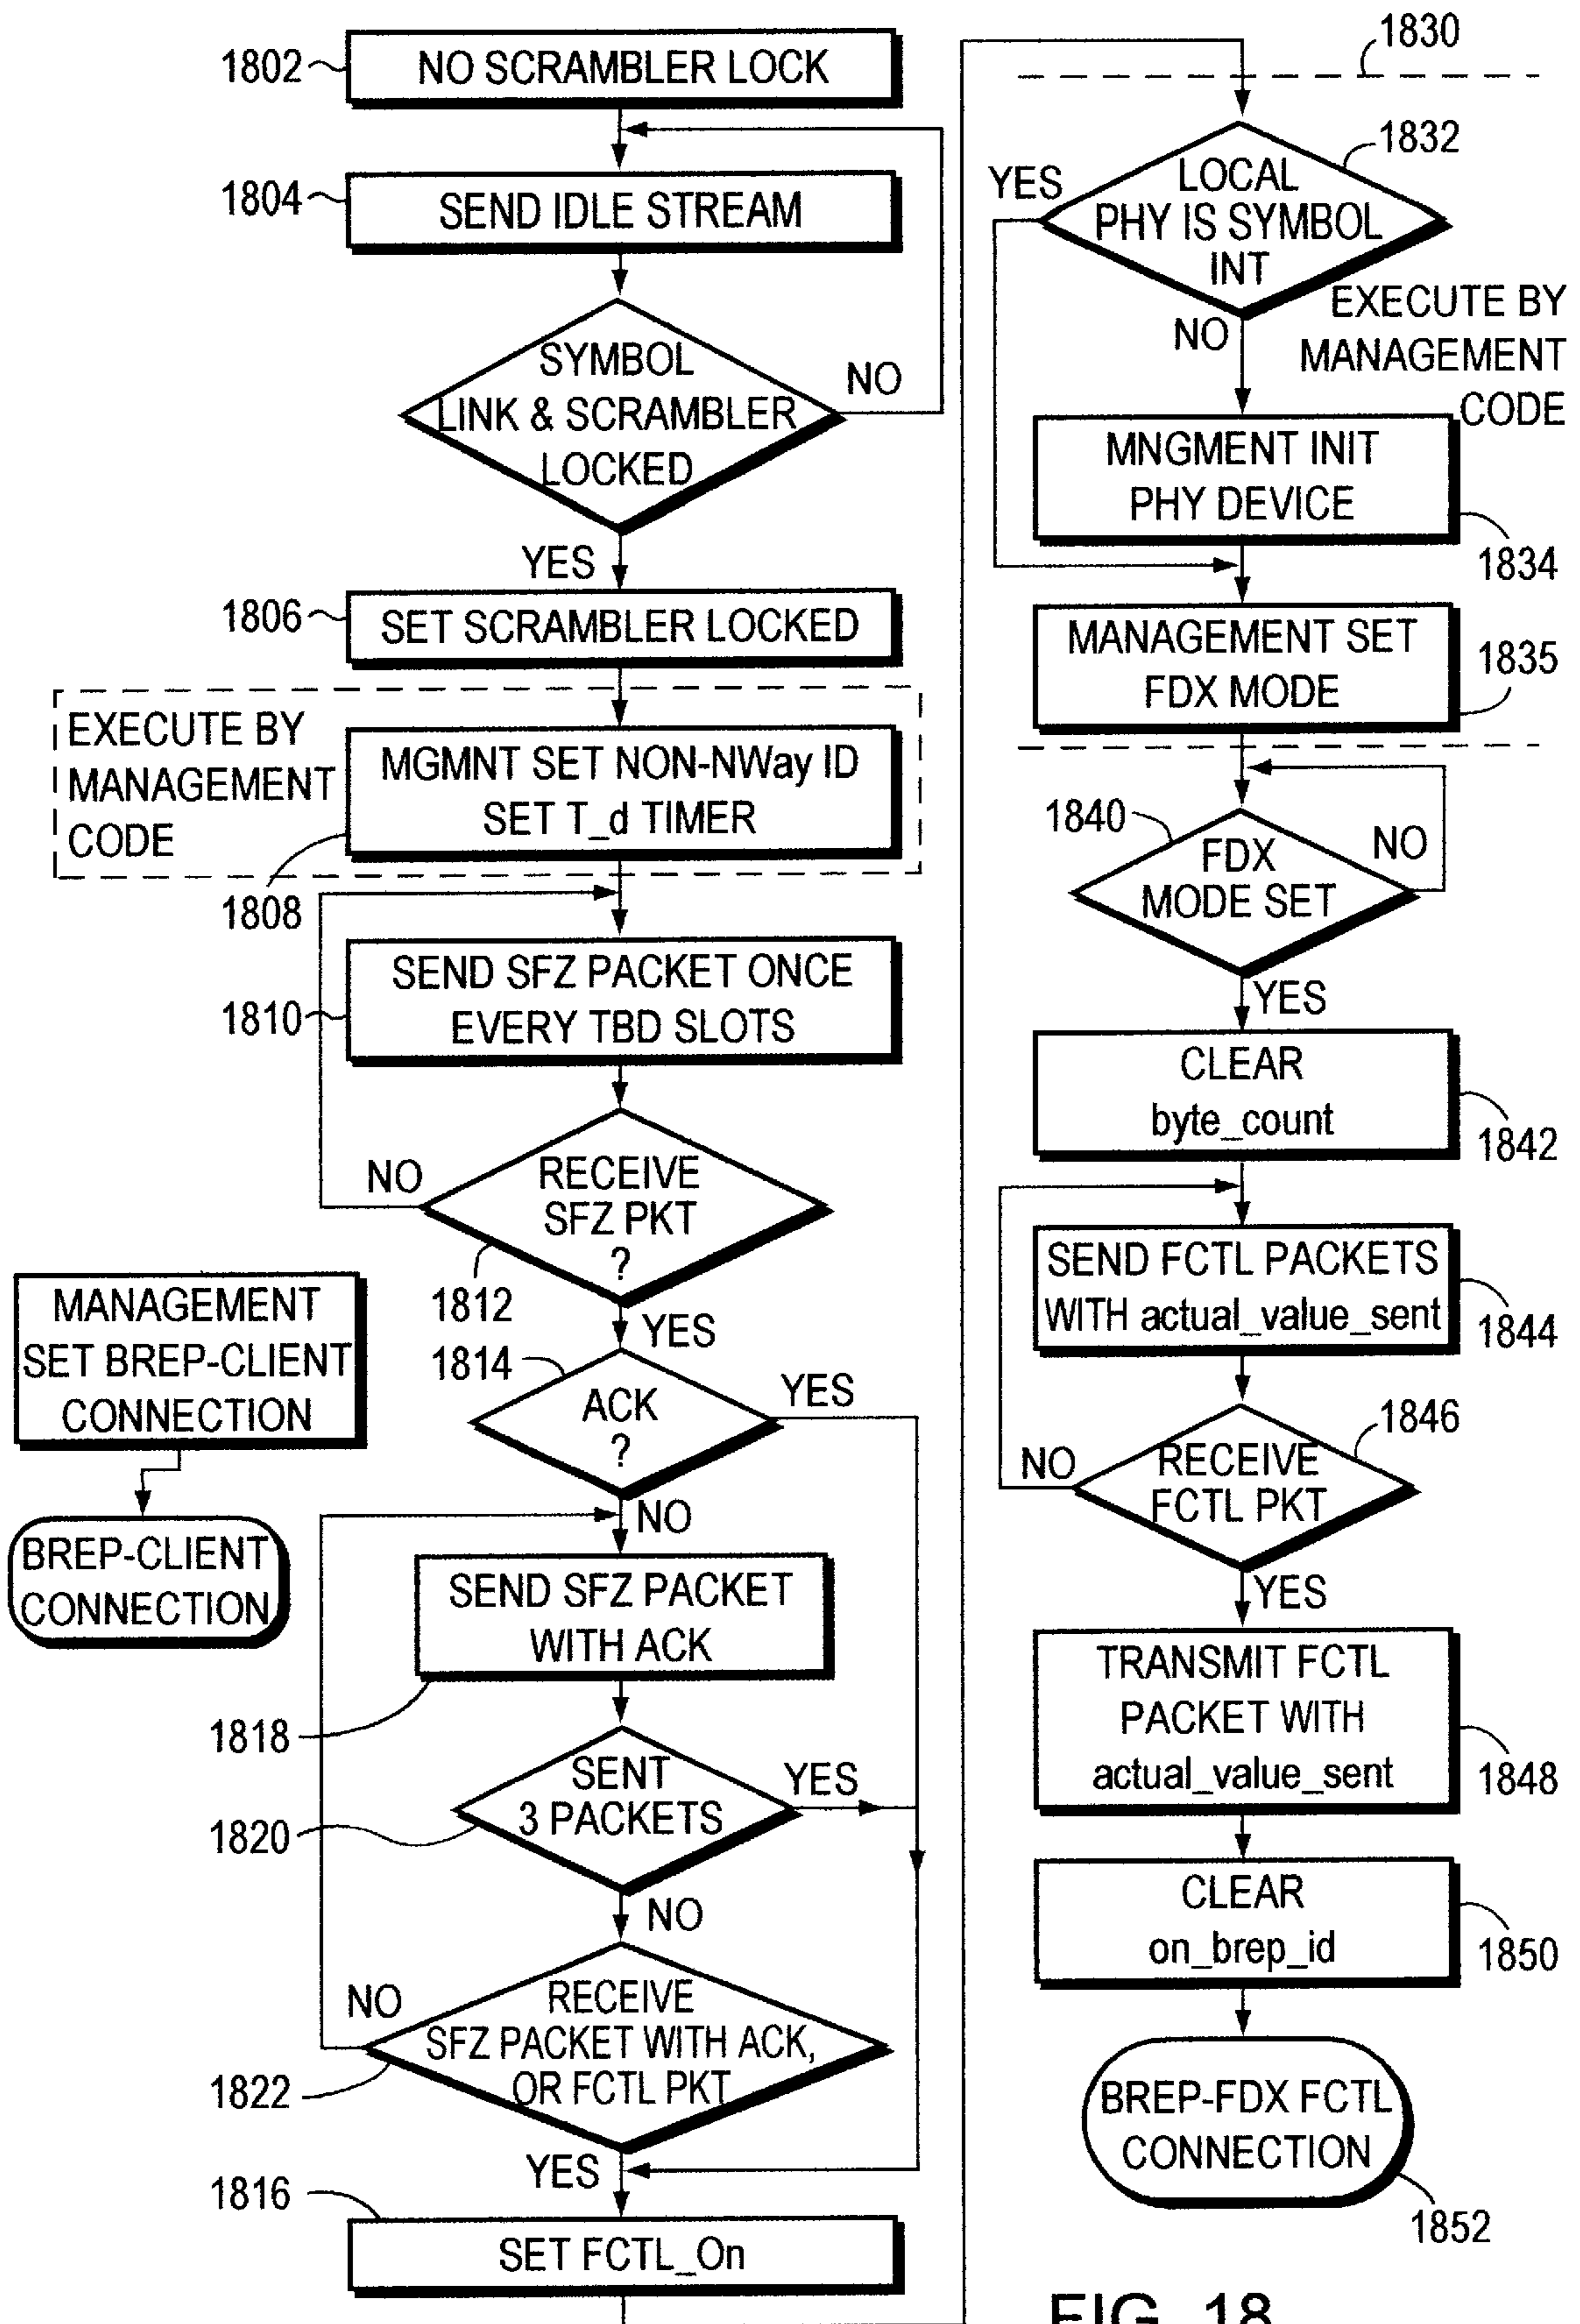 1802
NO SCRAMBLER LOCK
1804
SEND IDLE STREAM
SYMBOL
LINK & SCRAMBLER
LOCKED
NO
YES
1806
SET SCRAMBLER LOCKED
EXECUTE BY
MANAGEMENT
CODE
MGMNT SET NON-NWay ID
SET T_d TIMER
1808
SEND SFZ PACKET ONCE
EVERY TBD SLOTS
1810
NO
RECEIVE
SFZ PKT
?
1812
YES
MANAGEMENT
SET BREP-CLIENT
CONNECTION
BREP-CLIENT
CONNECTION
1814
ACK
?
YES
NO
SEND SFZ PACKET
WITH ACK
1818
SENT
3 PACKETS
YES
1820
NO
NO
RECEIVE
SFZ PACKET WITH ACK,
OR FCTL PKT
1822
YES
1816
SET FCTL_On
1830
1832
YES
LOCAL
PHY IS SYMBOL
INT
NO
EXECUTE BY
MANAGEMENT
CODE
MNGMENT INIT
PHY DEVICE
1834
MANAGEMENT SET
FDX MODE
1835
1840
FDX
MODE SET
NO
YES
CLEAR
byte_count
1842
SEND FCTL PACKETS
WITH actual_value_sent
1844
1846
NO
RECEIVE
FCTL PKT
YES
TRANSMIT FCTL
PACKET WITH
actual_value_sent
1848
CLEAR
on_brep_id
1850
BREP-FDX FCTL
CONNECTION
1852
FIG. 18